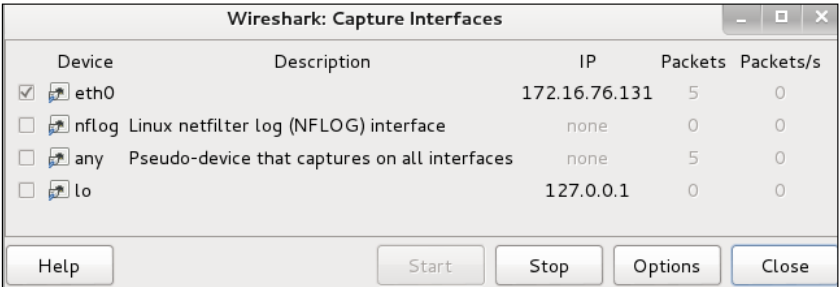 Wireshark: Capture Interfaces
Device Description IP Packets Packets/s
eth0 172.16.76.131 5 0
nflog Linux netfilter log (NFLOG) interface none 0 0
any Pseudo-device that captures on all interfaces none 5 0
lo 127.0.0.1 0 0
Help Start Stop Options Close